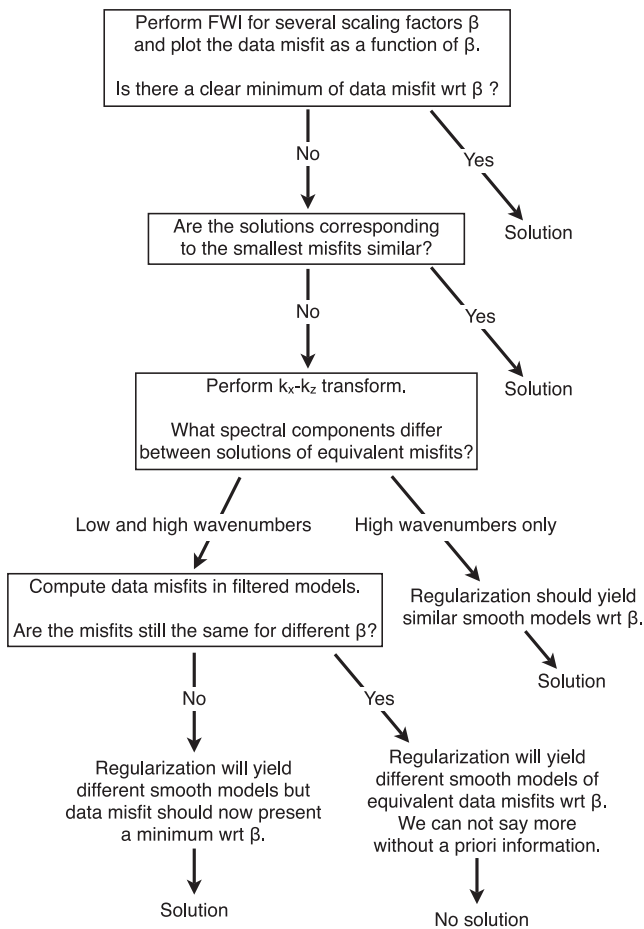 Perform FWI for several scaling factors β
and plot the data misfit as a function of β.
Is there a clear minimum of data misfit wrt β ?
No
Yes
Solution
Are the solutions corresponding
to the smallest misfits similar?
No
Yes
Solution
Perform kx-kz transform.
What spectral components differ
between solutions of equivalent misfits?
Low and high wavenumbers
High wavenumbers only
Compute data misfits in filtered models.
Are the misfits still the same for different β?
Regularization should yield
similar smooth models wrt β.
Solution
No
Yes
Regularization will yield
different smooth models but
data misfit should now present
a minimum wrt β.
Solution
Regularization will yield
different smooth models of
equivalent data misfits wrt β.
We can not say more
without a priori information.
No solution